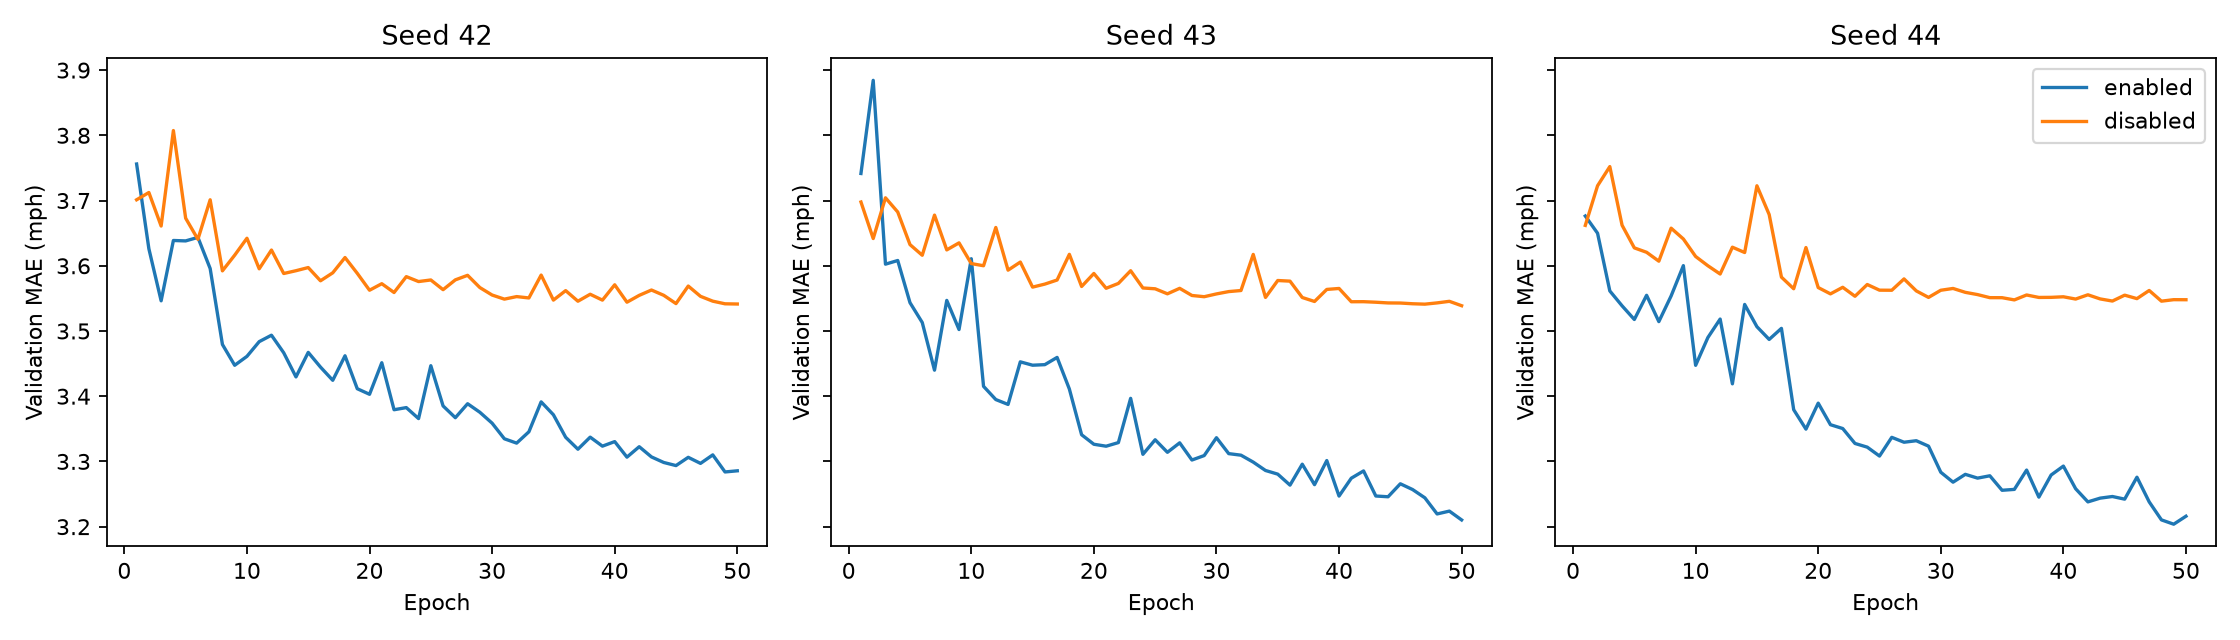 Seed 42
Seed 43
Seed 44
Validation MAE (mph)
3.9
3.8
3.7
3.6
3.5
3.4
3.3
3.2
0 10 20 30 40 50
Epoch
Validation MAE (mph)
0 10 20 30 40 50
Epoch
Validation MAE (mph)
enabled
disabled
0 10 20 30 40 50
Epoch